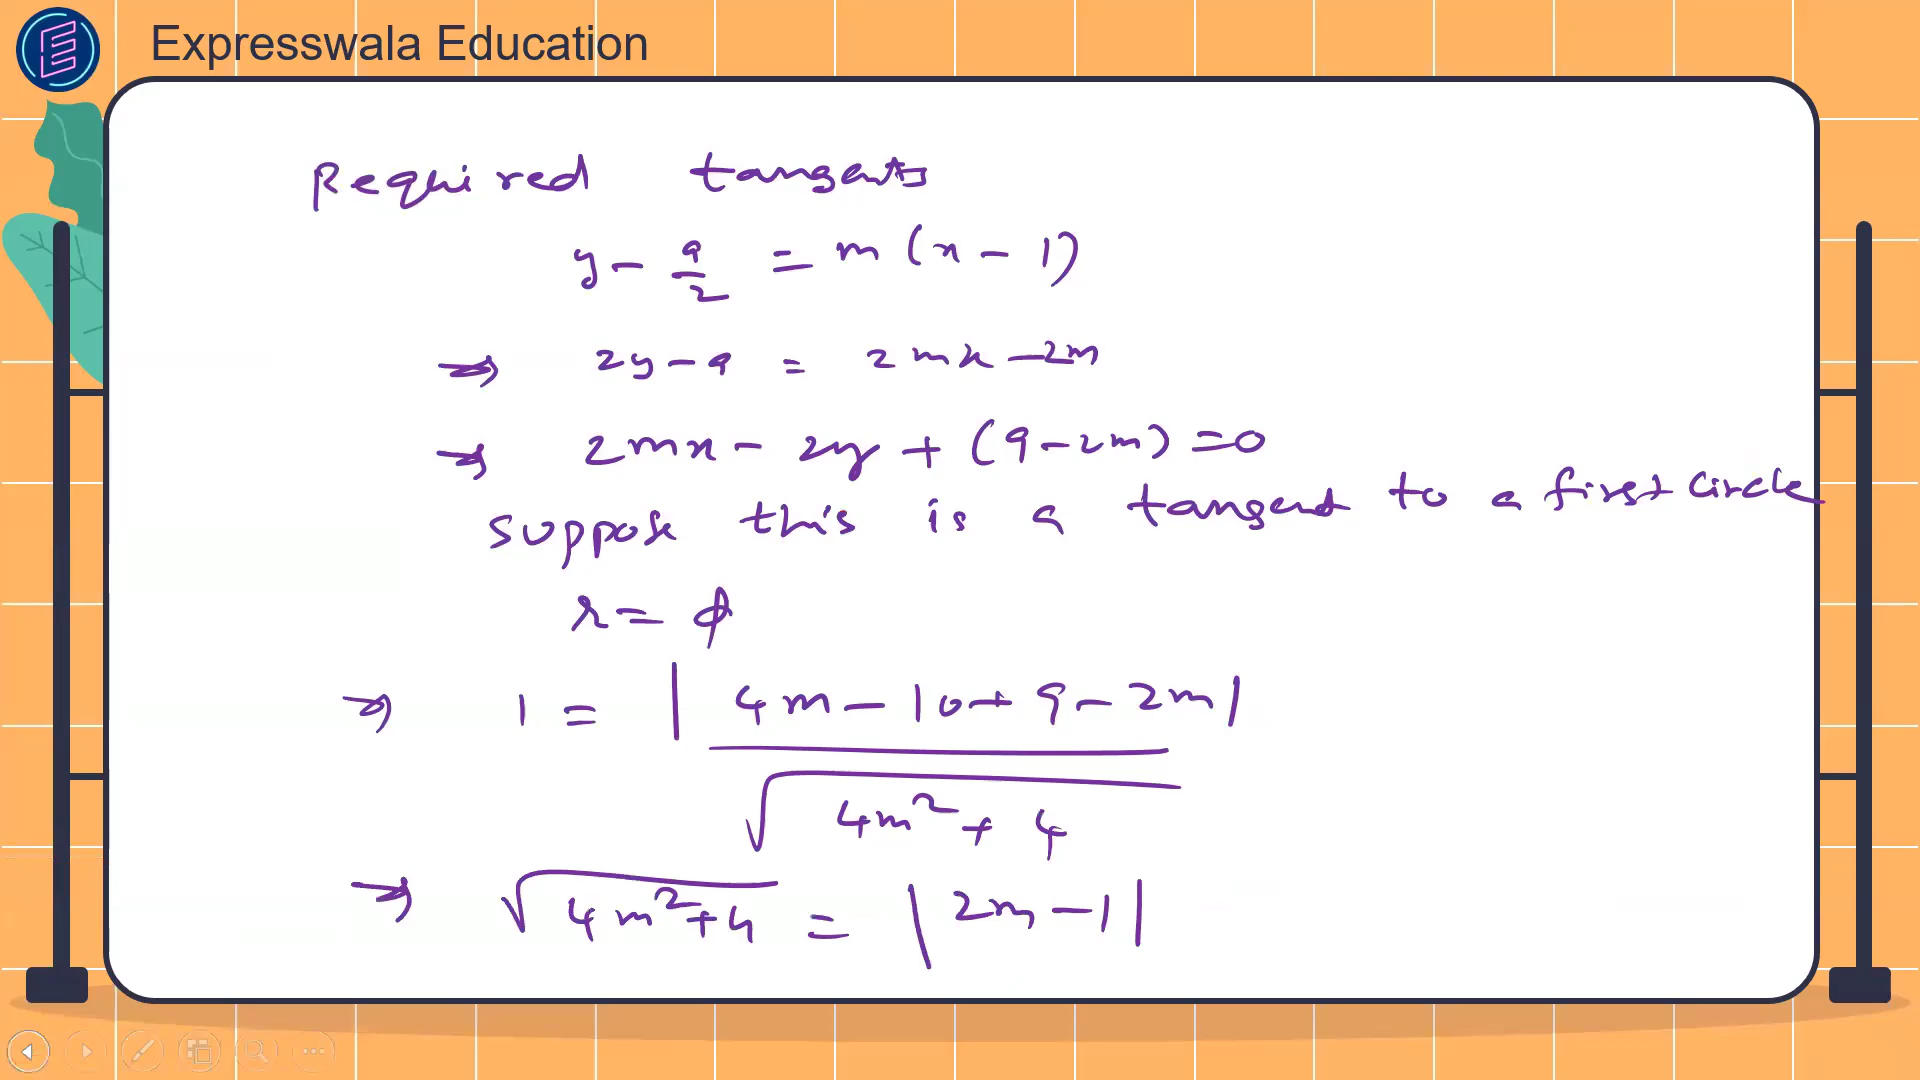 Expresswala Education
Required tangents
y - 9/2 = m (x - 1)
⇒ 2y - 9 = 2mx - 2m
⇒ 2mx - 2y + (9 - 2m) = 0
suppose this is a tangent to a first circle
r = ϕ
⇒ 1 = |4m - 10 + 9 - 2m| / √(4m² + 4)
⇒ √(4m² + 4) = |2m - 1|